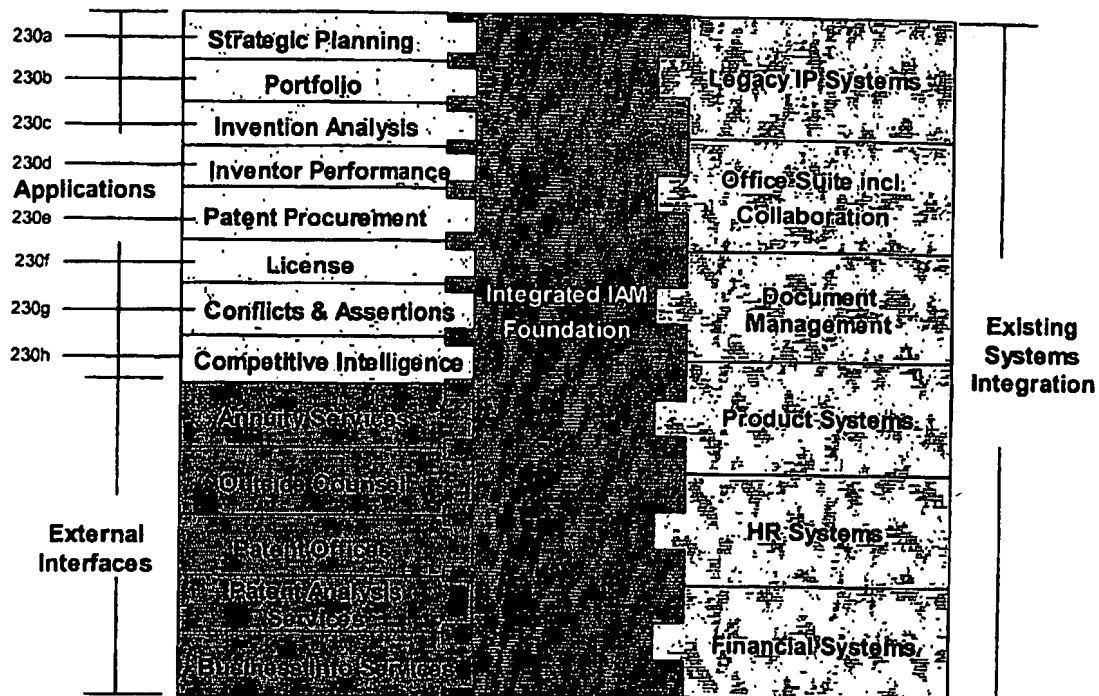 230a
Strategic Planning
230b
Portfolio
230c
Invention Analysis
230d
Inventor Performance
Applications
230e
Patent Procurement
230f
License
230g
Conflicts & Assertions
230h
Competitive Intelligence
Annuity Services
Outside Counsel
Patent Offices
Patent Analysis
Services
Business Info Services
External
Interfaces
Integrated IAM
Foundation
Legacy IP Systems
Office Suite incl.
Collaboration
Document
Management
Product Systems
HR Systems
Financial Systems
Existing
Systems
Integration